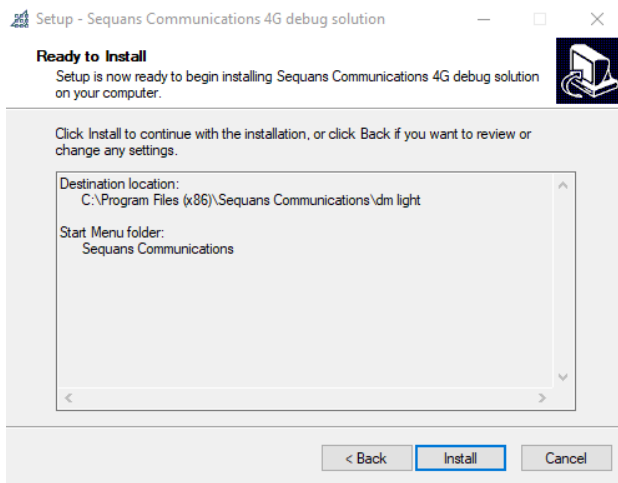 Setup - Sequans Communications 4G debug solution
Ready to Install
Setup is now ready to begin installing Sequans Communications 4G debug solution
on your computer.
Click Install to continue with the installation, or click Back if you want to review or
change any settings.
Destination location:
C:\Program Files (x86)\Sequans Communications\dm light
Start Menu folder:
Sequans Communications
< Back
Install
Cancel